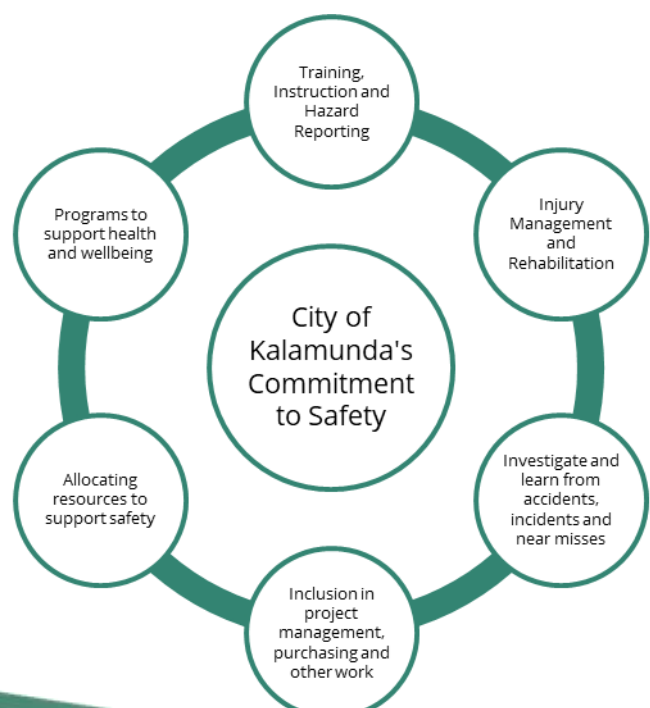 Training,
Instruction and
Hazard
Reporting
Injury
Management
and
Rehabilitation
Investigate and
learn from
accidents,
incidents and
near misses
Inclusion in
project
management,
purchasing and
other work
Allocating
resources to
support safety
Programs to
support health
and wellbeing
City of
Kalamunda's
Commitment
to Safety